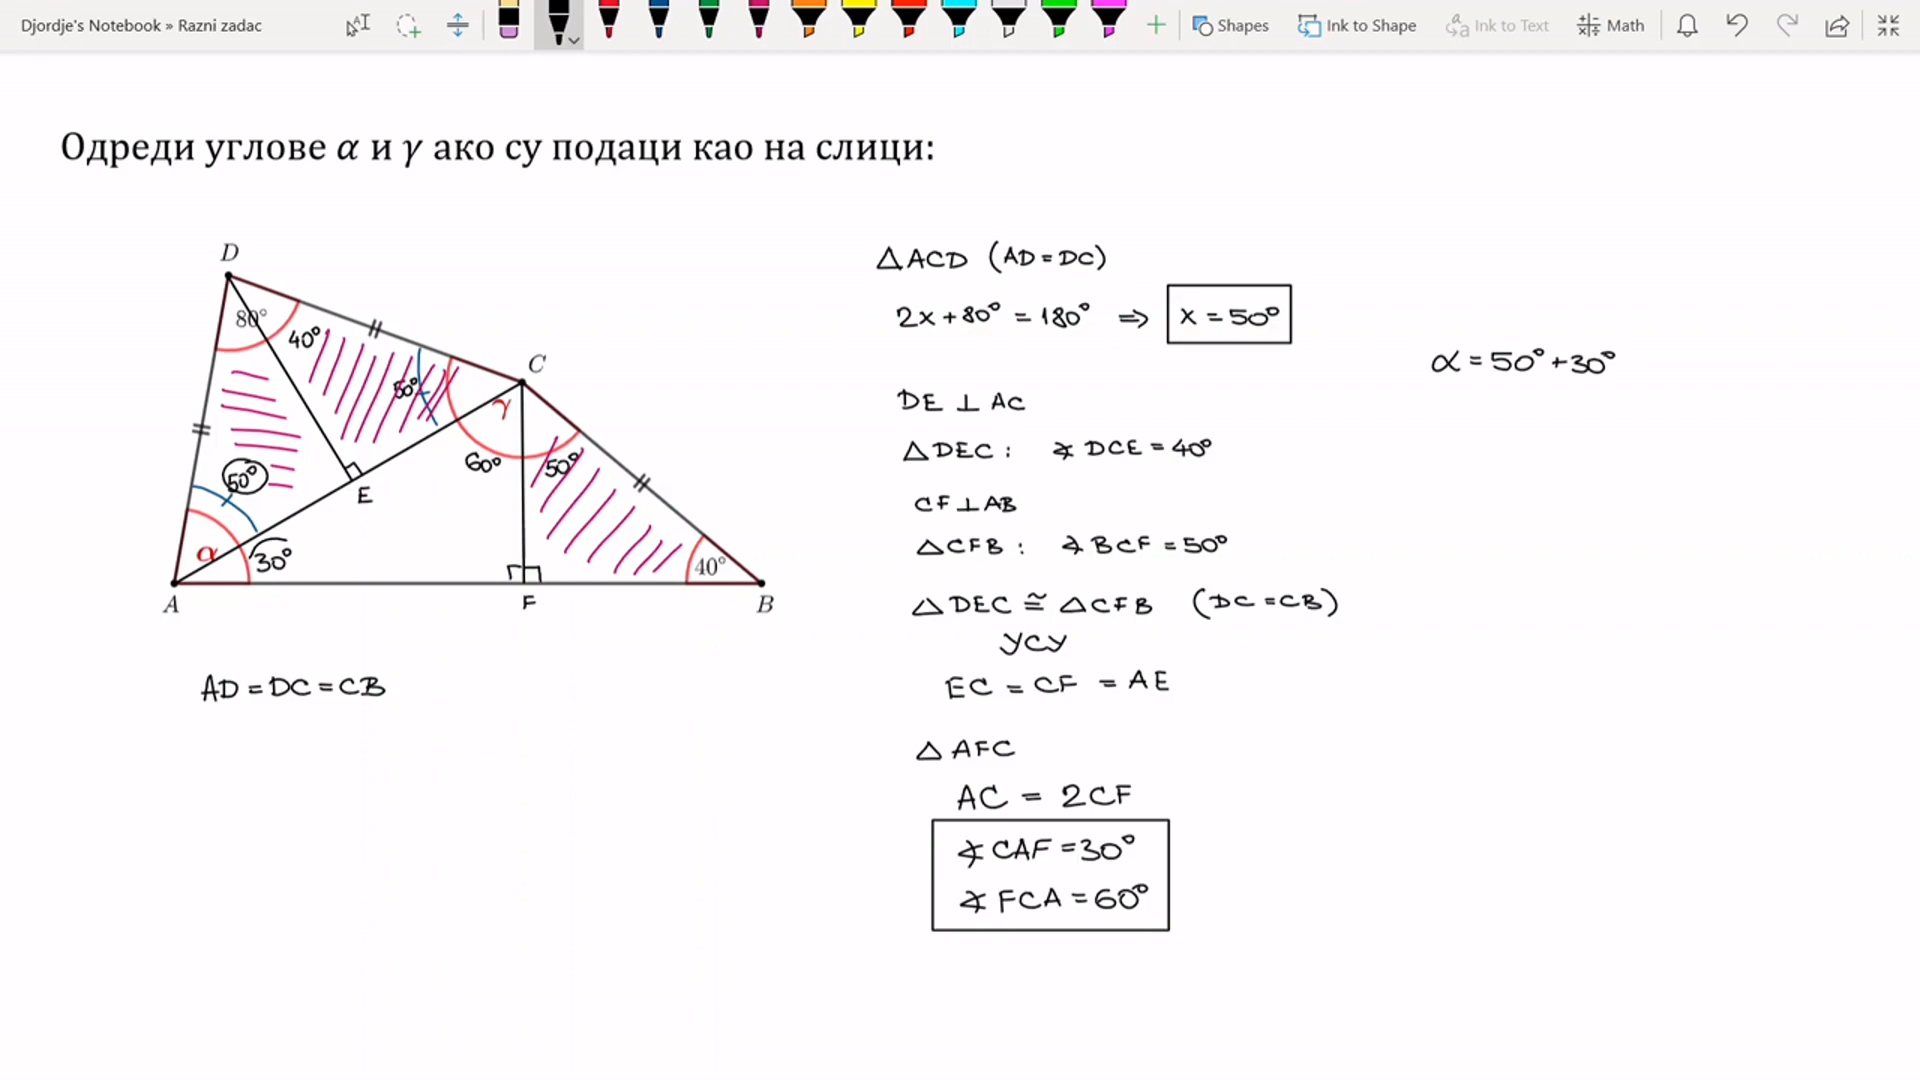 Djordje's Notebook » Razni zadac
Shapes
Ink to Shape
Ink to Text
Math
Одреди углове α и γ ако су подаци као на слици:
D
80°
40°
C
50°
γ
60°
50°
50°
E
α
30°
40°
A
F
B
AD = DC = CB
△ACD (AD = DC)
2x + 80° = 180° ⇒ x = 50°
DE ⊥ AC
△DEC : ∢ DCE = 40°
CF ⊥ AB
△CFB : ∢ BCF = 50°
△DEC ≅ △CFB (DC = CB)
УСУ
EC = CF = AE
△ AFC
AC = 2CF
∢ CAF = 30°
∢ FCA = 60°
α = 50° + 30°